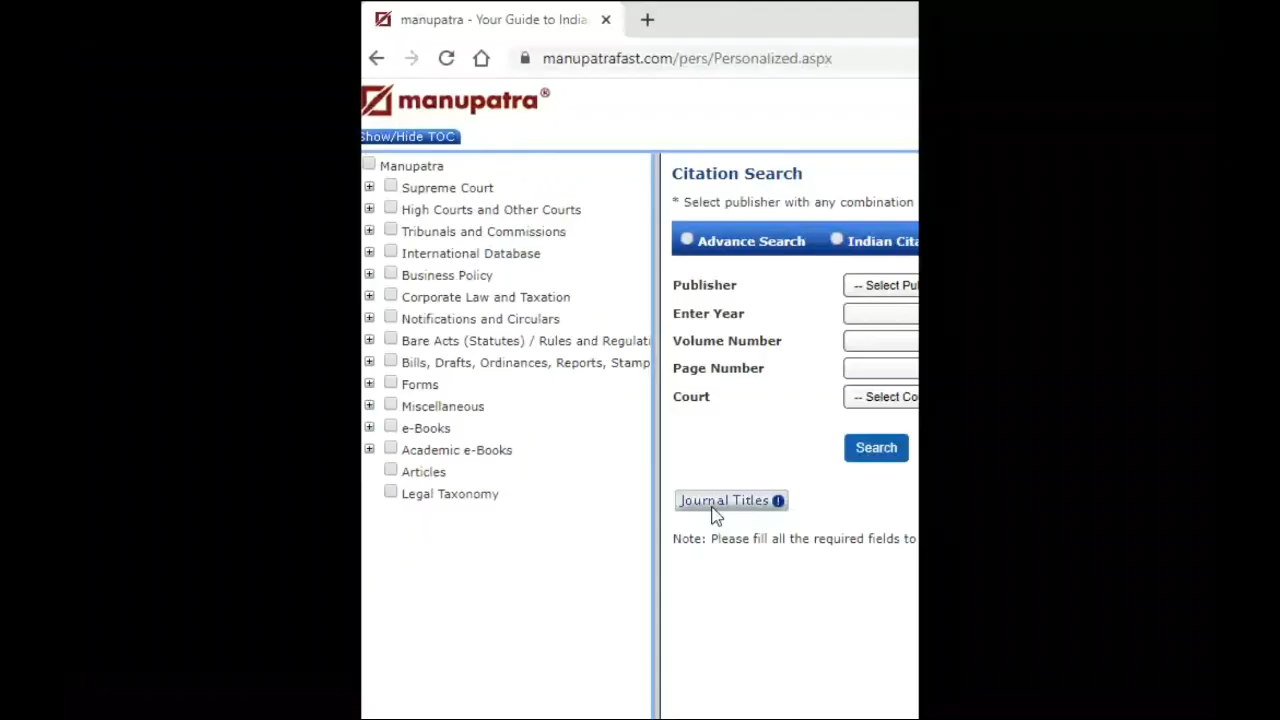 manupatra - Your Guide to India
manupatrafast.com/pers/Personalized.aspx
manupatra®
Show/Hide TOC
Manupatra
Supreme Court
High Courts and Other Courts
Tribunals and Commissions
International Database
Business Policy
Corporate Law and Taxation
Notifications and Circulars
Bare Acts (Statutes) / Rules and Regulati
Bills, Drafts, Ordinances, Reports, Stamp
Forms
Miscellaneous
e-Books
Academic e-Books
Articles
Legal Taxonomy
Citation Search
* Select publisher with any combination
Advance Search Indian Cita
Publisher -- Select Pul
Enter Year
Volume Number
Page Number
Court -- Select Co
Search
Journal Titles
Note: Please fill all the required fields to